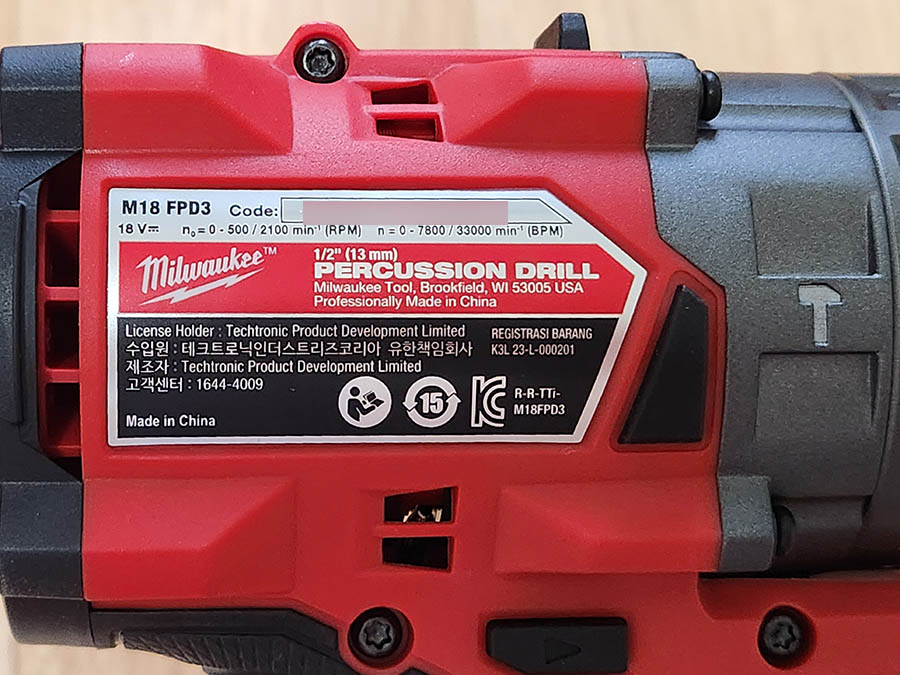 M18 FPD3 Code:
18 V⎓ n₀= 0 - 500 / 2100 min⁻¹ (RPM) n = 0 - 7800 / 33000 min⁻¹ (BPM)
Milwaukee™
1/2" (13 mm)
PERCUSSION DRILL
Milwaukee Tool, Brookfield, WI 53005 USA
Professionally Made in China
License Holder : Techtronic Product Development Limited
수입원 : 테크트로닉인더스트리즈코리아 유한책임회사
제조자 : Techtronic Product Development Limited
고객센터 : 1644-4009
REGISTRASI BARANG
K3L 23-L-000201
15
R-R-TTi-
M18FPD3
Made in China